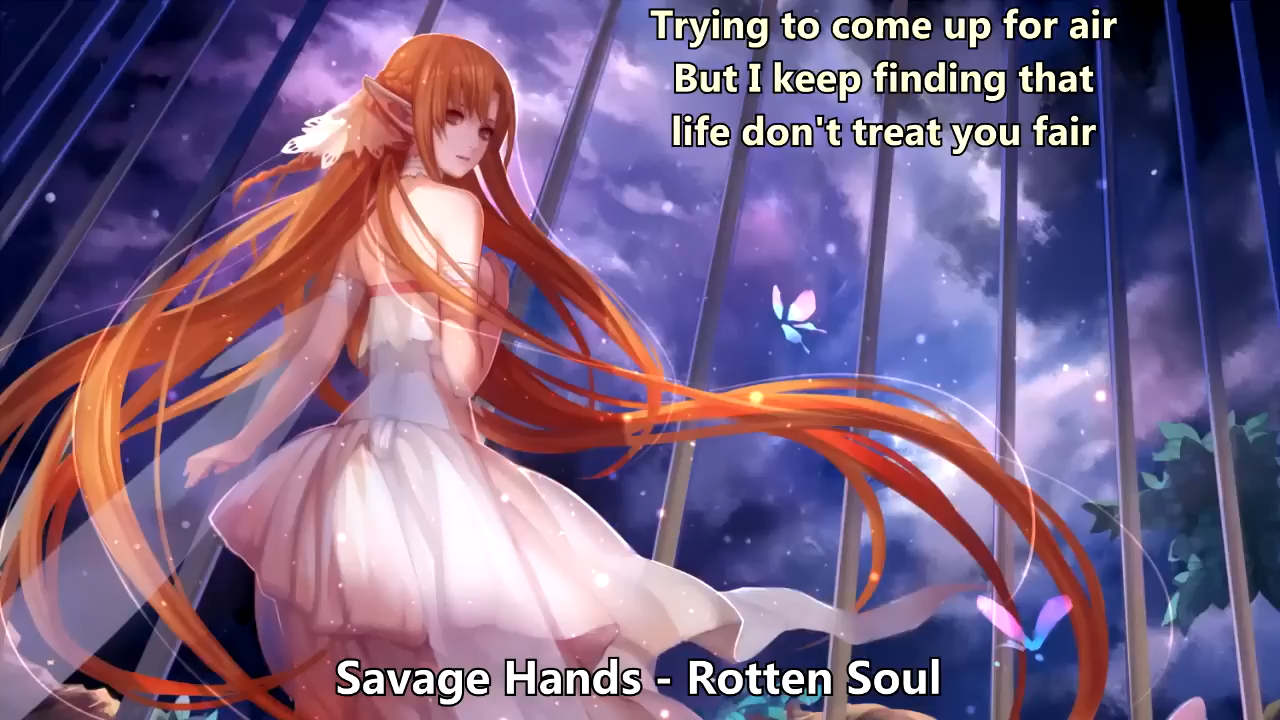 Trying to come up for air
But I keep finding that
life don't treat you fair
Savage Hands - Rotten Soul